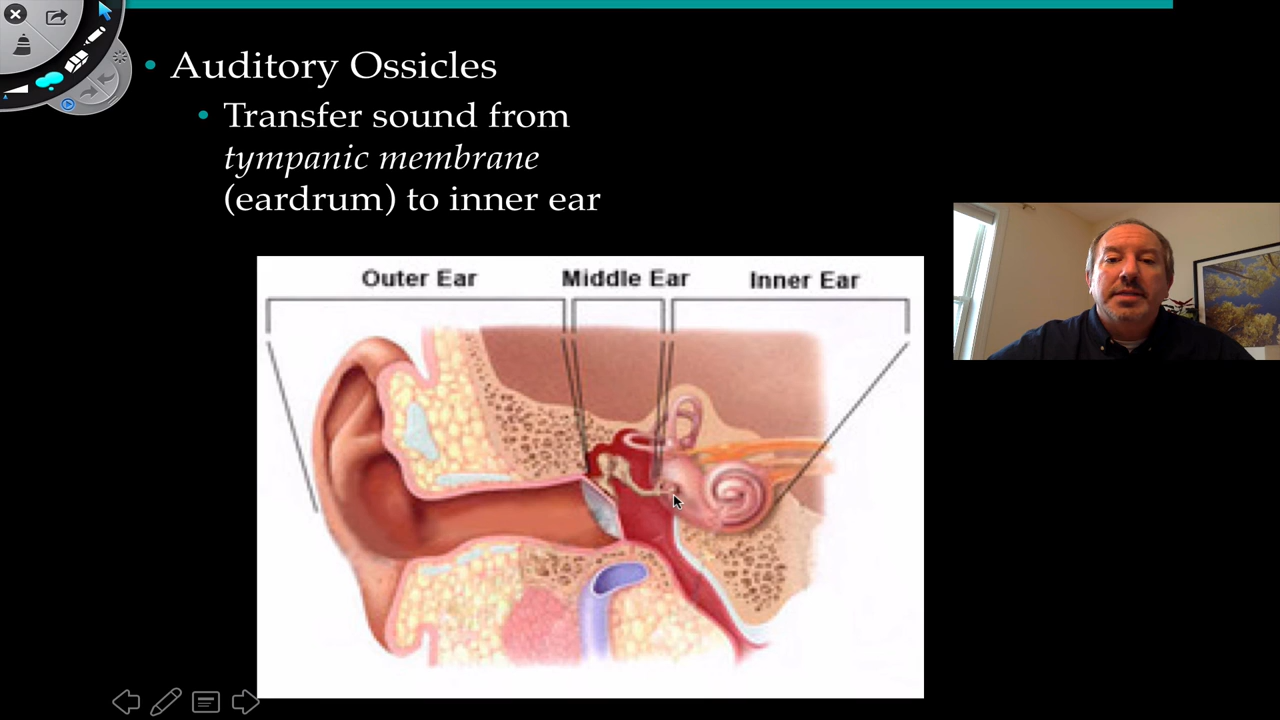 Auditory Ossicles
Transfer sound from
tympanic membrane
(eardrum) to inner ear
Outer Ear Middle Ear Inner Ear